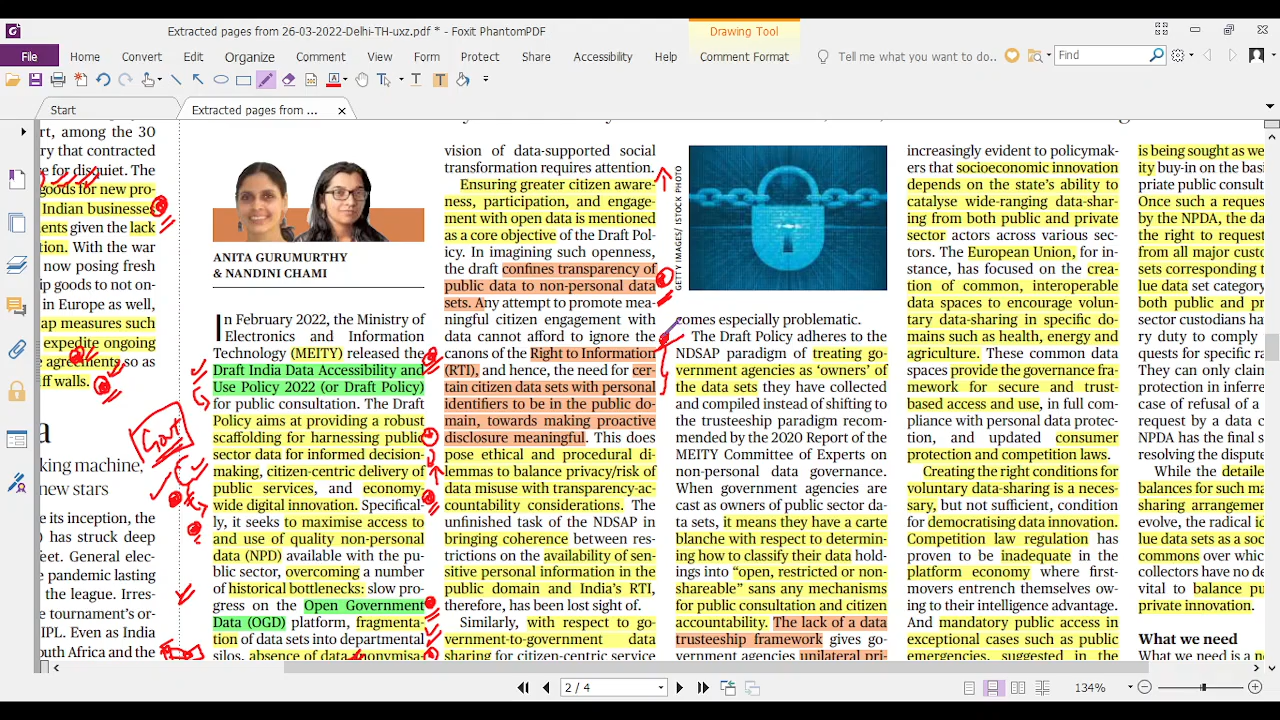 Extracted pages from 26-03-2022-Delhi-TH-uxz.pdf * - Foxit PhantomPDF
Drawing Tool
File
Home
Convert
Edit
Organize
Comment
View
Form
Protect
Share
Accessibility
Help
Comment Format
Tell me what you want to do...
Find
Start
Extracted pages from ...
rt, among the 30
ry that contracted
e for disquiet. The
goods for new pro-
Indian businesses
ents given the lack
tion. With the war
now posing fresh
ip goods to not on-
in Europe as well,
ap measures such
expedite ongoing
agreements so as
ff walls.
a
king machine,
new stars
e its inception, the
) has struck deep
feet. General elec-
e pandemic lasting
the league. Irres-
e tournament's or-
IPL. Even as India
outh Africa and the
Govt
ANITA GURUMURTHY
& NANDINI CHAMI
In February 2022, the Ministry of
Electronics and Information
Technology (MEITY) released the
Draft India Data Accessibility and
Use Policy 2022 (or Draft Policy)
for public consultation. The Draft
Policy aims at providing a robust
scaffolding for harnessing public
sector data for informed decision-
making, citizen-centric delivery of
public services, and economy-
wide digital innovation. Specifical-
ly, it seeks to maximise access to
and use of quality non-personal
data (NPD) available with the pu-
blic sector, overcoming a number
of historical bottlenecks: slow pro-
gress on the Open Government
Data (OGD) platform, fragmenta-
tion of data sets into departmental
silos, absence of data anonymisa-
vision of data-supported social
transformation requires attention.
Ensuring greater citizen aware-
ness, participation, and engage-
ment with open data is mentioned
as a core objective of the Draft Pol-
icy. In imagining such openness,
the draft confines transparency of
public data to non-personal data
sets. Any attempt to promote mea-
ningful citizen engagement with
data cannot afford to ignore the
canons of the Right to Information
(RTI), and hence, the need for cer-
tain citizen data sets with personal
identifiers to be in the public do-
main, towards making proactive
disclosure meaningful. This does
pose ethical and procedural di-
lemmas to balance privacy/risk of
data misuse with transparency-ac-
countability considerations. The
unfinished task of the NDSAP in
bringing coherence between res-
trictions on the availability of sen-
sitive personal information in the
public domain and India's RTI,
therefore, has been lost sight of.
Similarly, with respect to go-
vernment-to-government data
sharing for citizen-centric service
GETTY IMAGES/ ISTOCK PHOTO
comes especially problematic.
The Draft Policy adheres to the
NDSAP paradigm of treating go-
vernment agencies as 'owners' of
the data sets they have collected
and compiled instead of shifting to
the trusteeship paradigm recom-
mended by the 2020 Report of the
MEITY Committee of Experts on
non-personal data governance.
When government agencies are
cast as owners of public sector da-
ta sets, it means they have a carte
blanche with respect to determin-
ing how to classify their data hold-
ings into "open, restricted or non-
shareable" sans any mechanisms
for public consultation and citizen
accountability. The lack of a data
trusteeship framework gives go-
vernment agencies unilateral pri-
increasingly evident to policymak-
ers that socioeconomic innovation
depends on the state's ability to
catalyse wide-ranging data-shar-
ing from both public and private
sector actors across various sec-
tors. The European Union, for in-
stance, has focused on the crea-
tion of common, interoperable
data spaces to encourage volun-
tary data-sharing in specific do-
mains such as health, energy and
agriculture. These common data
spaces provide the governance fra-
mework for secure and trust-
based access and use, in full com-
pliance with personal data protec-
tion, and updated consumer
protection and competition laws.
Creating the right conditions for
voluntary data-sharing is a neces-
sary, but not sufficient, condition
for democratising data innovation.
Competition law regulation has
proven to be inadequate in the
platform economy where first-
movers entrench themselves ow-
ing to their intelligence advantage.
And mandatory public access in
exceptional cases such as public
emergencies, suggested in the
is being sought as we
ity buy-in on the basi
priate public consult
Once such a request
by the NPDA, the da
the right to request
from all major custo
sets corresponding t
lue data set category
both public and pr
sector custodians ha
ry duty to comply
quests for specific ra
They can only claim
protection in inferre
case of refusal of a
request by a data c
NPDA has the final s
resolving the dispute
While the detaile
balances for such ma
sharing arrangement
evolve, the radical id
lue data sets as a soc
commons over whic
collectors have no de
vital to balance pu
private innovation.
What we need
What we need is a ne
2 / 4
134%